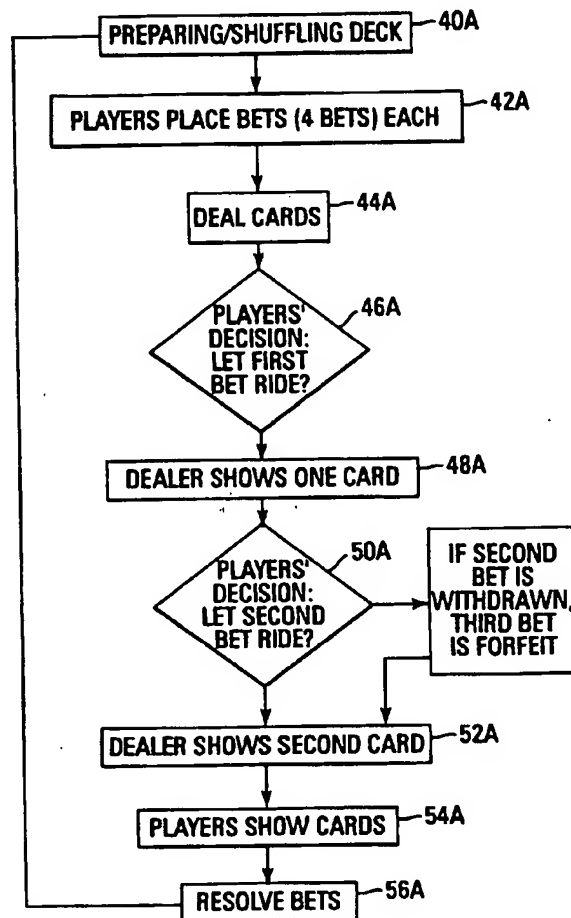 PREPARING/SHUFFLING DECK
40A
PLAYERS PLACE BETS (4 BETS) EACH
42A
DEAL CARDS
44A
PLAYERS'
DECISION:
LET FIRST
BET RIDE?
46A
DEALER SHOWS ONE CARD
48A
PLAYERS'
DECISION:
LET SECOND
BET RIDE?
50A
IF SECOND
BET IS
WITHDRAWN,
THIRD BET
IS FORFEIT
DEALER SHOWS SECOND CARD
52A
PLAYERS SHOW CARDS
54A
RESOLVE BETS
56A